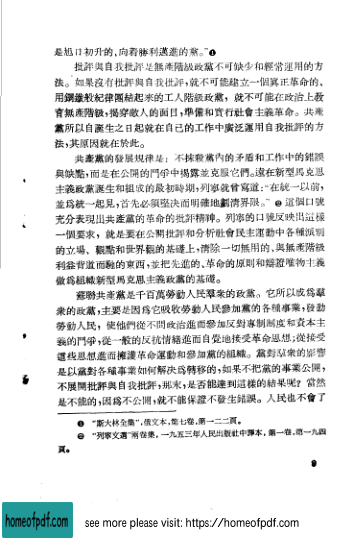 是旭日初升的,向着勝利邁進的黨。"❶
批評與自我批評是無產階級政黨不可缺少和經常運用的方
法。如果沒有批評與自我批評,就不可能建立一個眞正革命的、
用鋼鐵般紀律團結起來的工人階級政黨,就不可能在政治上敎
育無產階級,揭穿敵人的面目,準備和實行社會主義革命。共產
黨所以自誕生之日起就在自己的工作中廣泛運用自我批評的方
法,其原因就在於此。
共產黨的發展規律是:不抹殺黨內的矛盾和工作中的錯誤
與缺點,而是在公開的鬥爭中揭露並克服它們。遠在新型馬克思
主義政黨誕生和組成的最初時期,列寧就曾寫道:"在統一以前,
並爲統一起見,首先必須堅決而明確地劃淸界限。"❷這個口號
充分表現出共產黨的革命的批評精神。列寧的口號反映出這樣
一個要求,就是要在公開批評和分析社會民主運動中各種派別
的立場、觀點和世界觀的基礎上,淸除一切無用的、與無產階級
利益背道而馳的東西,並把先進的、革命的原則和辯證唯物主義
做爲組織新型馬克思主義政黨的基礎。
蘇聯共產黨是千百萬勞動人民羣衆的政黨。它所以成爲羣
衆的政黨,主要是因爲它吸收勞動人民參加黨的各種事業,發動
勞動人民,使他們從不問政治進而參加反對專制制度和資本主
義的鬥爭,從一般的反抗情緖進而自覺地接受革命思想;從接受
這些思想進而擁護革命運動和參加黨的組織。黨對羣衆的影響
是以黨對各種事業如何解決爲轉移的,如果不把黨的事業公開,
不展開批評與自我批評,那末,是否能達到這樣的結果呢?當然
是不能的,因爲不公開,就不能保證不發生錯誤。人民也不會了
❶ "斯大林全集",俄文本,第七卷,第一二二頁。
❷ "列寧文選"兩卷集,一九五三年人民出版社中譯本,第一卷,第一九四
頁。
9
homeofpdf.com
see more please visit: https://homeofpdf.com